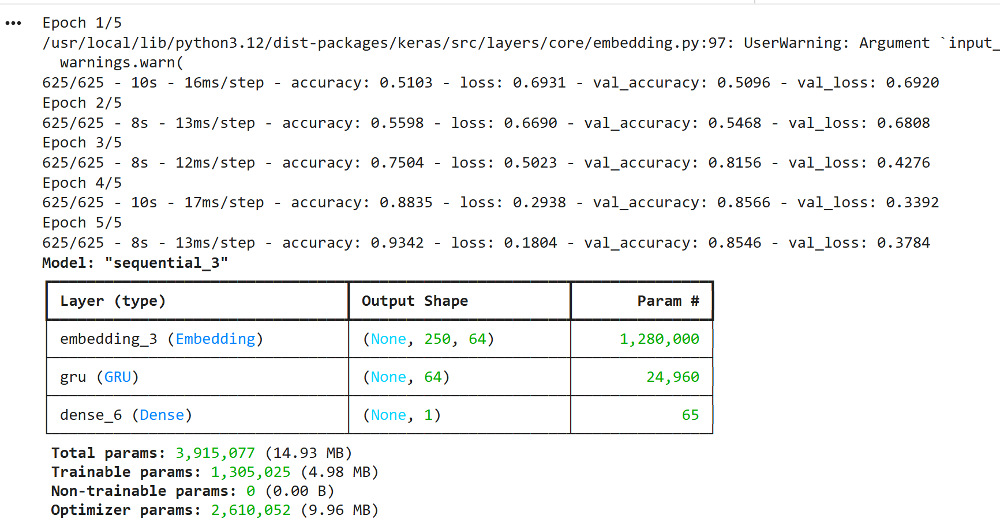 Epoch 1/5
/usr/local/lib/python3.12/dist-packages/keras/src/layers/core/embedding.py:97: UserWarning: Argument `input_
warnings.warn(
625/625 - 10s - 16ms/step - accuracy: 0.5103 - loss: 0.6931 - val_accuracy: 0.5096 - val_loss: 0.6920
Epoch 2/5
625/625 - 8s - 13ms/step - accuracy: 0.5598 - loss: 0.6690 - val_accuracy: 0.5468 - val_loss: 0.6808
Epoch 3/5
625/625 - 8s - 12ms/step - accuracy: 0.7504 - loss: 0.5023 - val_accuracy: 0.8156 - val_loss: 0.4276
Epoch 4/5
625/625 - 10s - 17ms/step - accuracy: 0.8835 - loss: 0.2938 - val_accuracy: 0.8566 - val_loss: 0.3392
Epoch 5/5
625/625 - 8s - 13ms/step - accuracy: 0.9342 - loss: 0.1804 - val_accuracy: 0.8546 - val_loss: 0.3784
Model: "sequential_3"
Layer (type) Output Shape Param #
embedding_3 (Embedding) (None, 250, 64) 1,280,000
gru (GRU) (None, 64) 24,960
dense_6 (Dense) (None, 1) 65
Total params: 3,915,077 (14.93 MB)
Trainable params: 1,305,025 (4.98 MB)
Non-trainable params: 0 (0.00 B)
Optimizer params: 2,610,052 (9.96 MB)